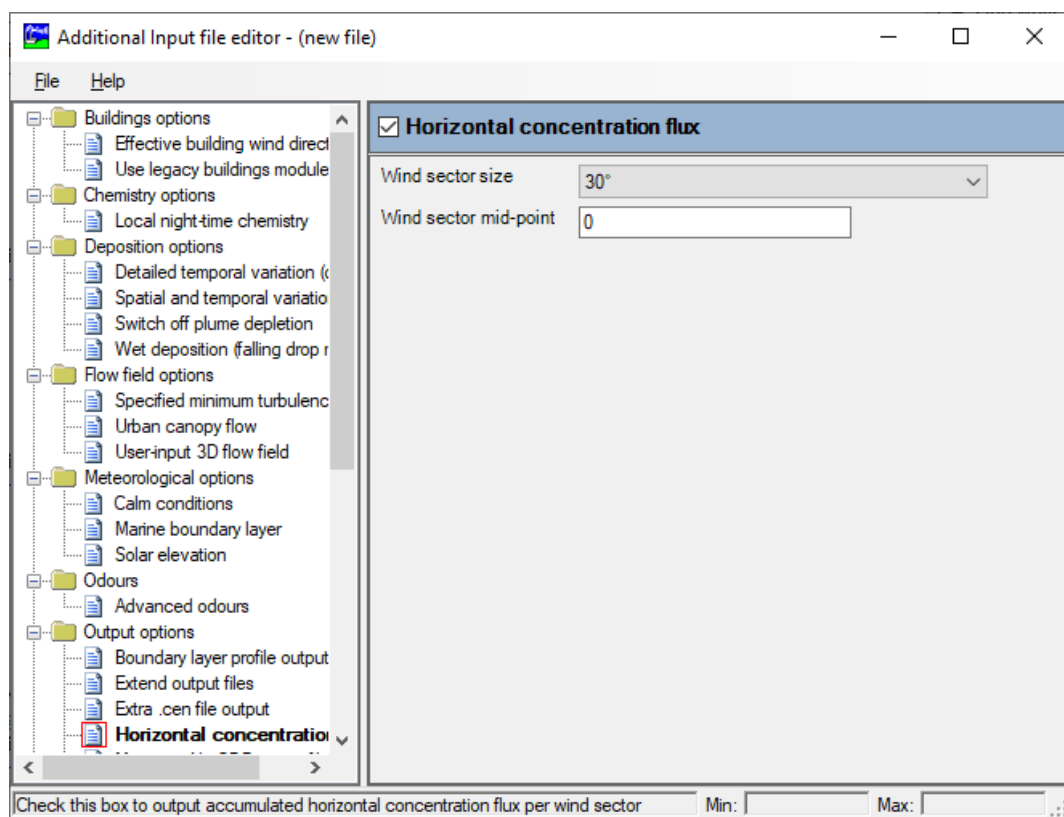 Additional Input file editor - (new file)
File Help
Buildings options
Effective building wind direct
Use legacy buildings module
Chemistry options
Local night-time chemistry
Deposition options
Detailed temporal variation (c
Spatial and temporal variatio
Switch off plume depletion
Wet deposition (falling drop r
Flow field options
Specified minimum turbulenc
Urban canopy flow
User-input 3D flow field
Meteorological options
Calm conditions
Marine boundary layer
Solar elevation
Odours
Advanced odours
Output options
Boundary layer profile output
Extend output files
Extra .cen file output
Horizontal concentration
Horizontal concentration flux
Wind sector size
30°
Wind sector mid-point
0
Check this box to output accumulated horizontal concentration flux per wind sector Min: Max: